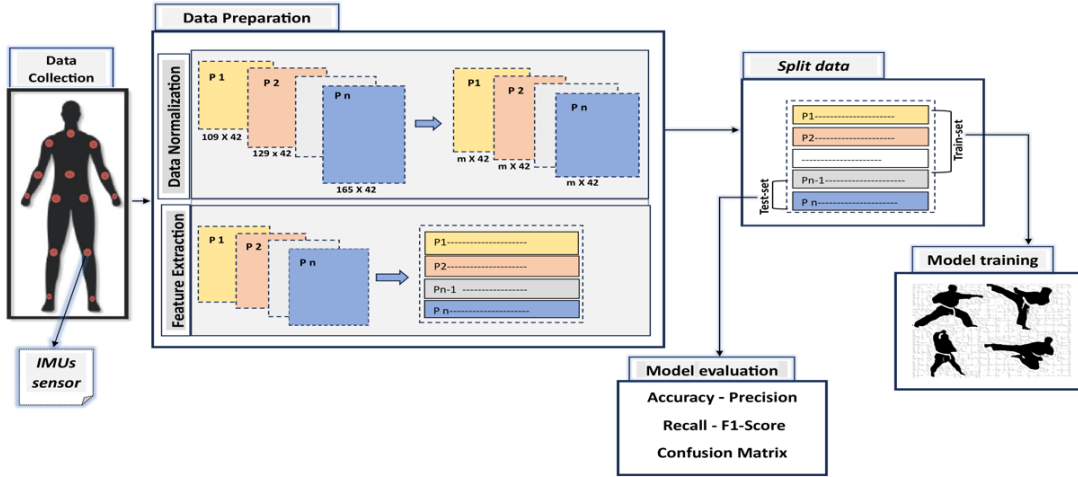 Data
Collection
IMUs
sensor
Data Preparation
Data Normalization
P 1
P 2
P n
109 X 42
129 x 42
165 X 42
P1
P 2
P n
m X 42
m X 42
m X 42
Feature Extraction
P 1
P 2
P n
P1-----------------------
P2-----------------------
Pn-1 ------------------
P n-----------------------
Split data
P1-----------------------
P2-----------------------
-----------------------
Pn-1---------------------
P n-----------------------
Train-set
Test-set
Model training
Model evaluation
Accuracy - Precision
Recall - F1-Score
Confusion Matrix